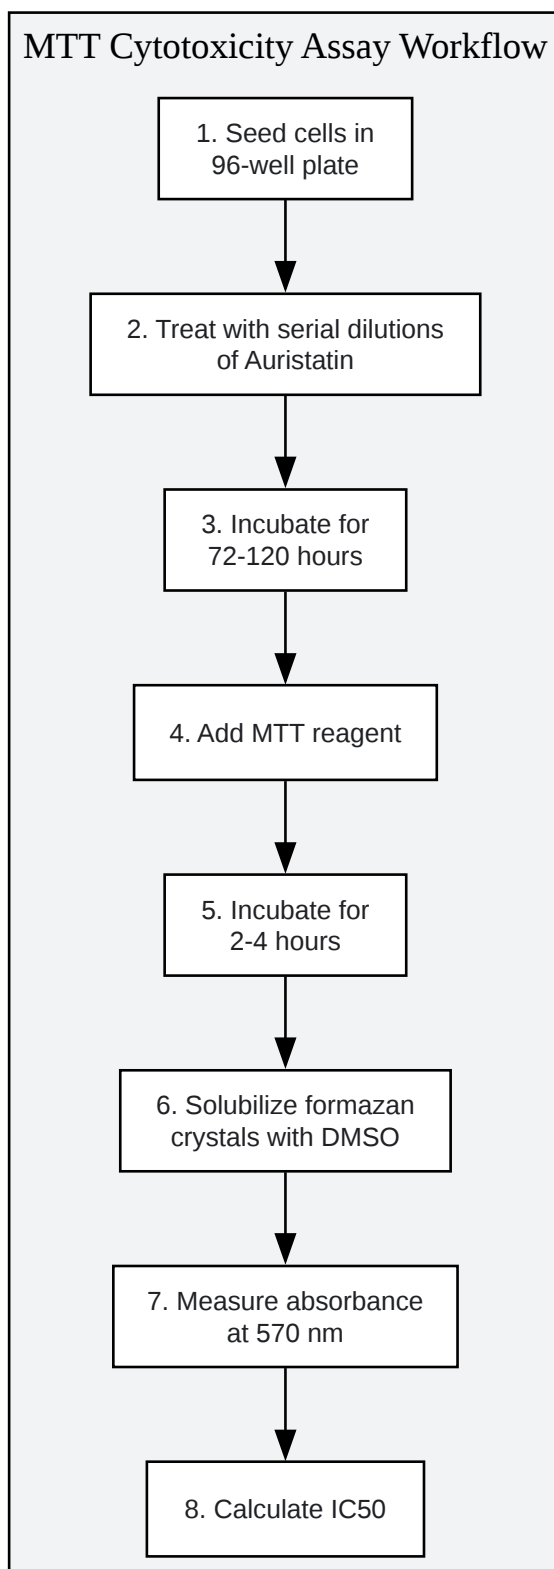 MTT Cytotoxicity Assay Workflow
1. Seed cells in
96-well plate
2. Treat with serial dilutions
of Auristatin
3. Incubate for
72-120 hours
4. Add MTT reagent
5. Incubate for
2-4 hours
6. Solubilize formazan
crystals with DMSO
7. Measure absorbance
at 570 nm
8. Calculate IC50